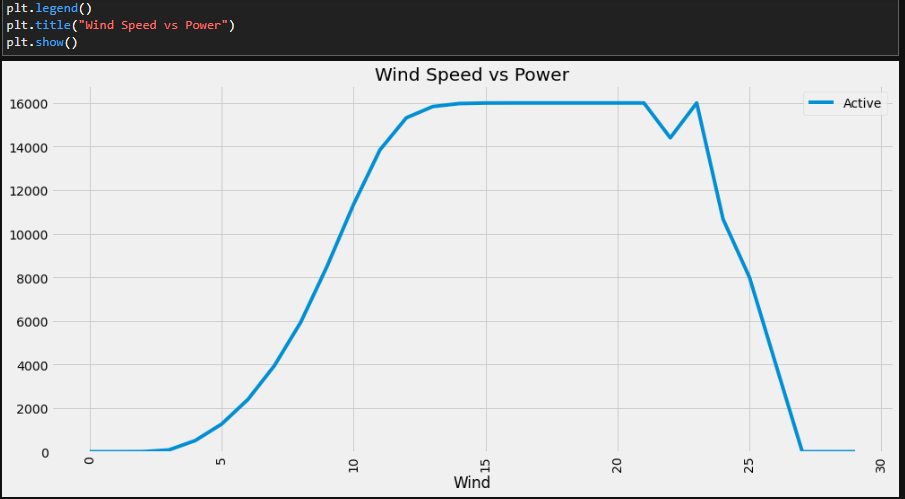 plt.legend()
plt.title("Wind Speed vs Power")
plt.show()
Wind Speed vs Power
Active
16000
14000
12000
10000
8000
6000
4000
2000
0
0
5
10
15
20
25
30
Wind